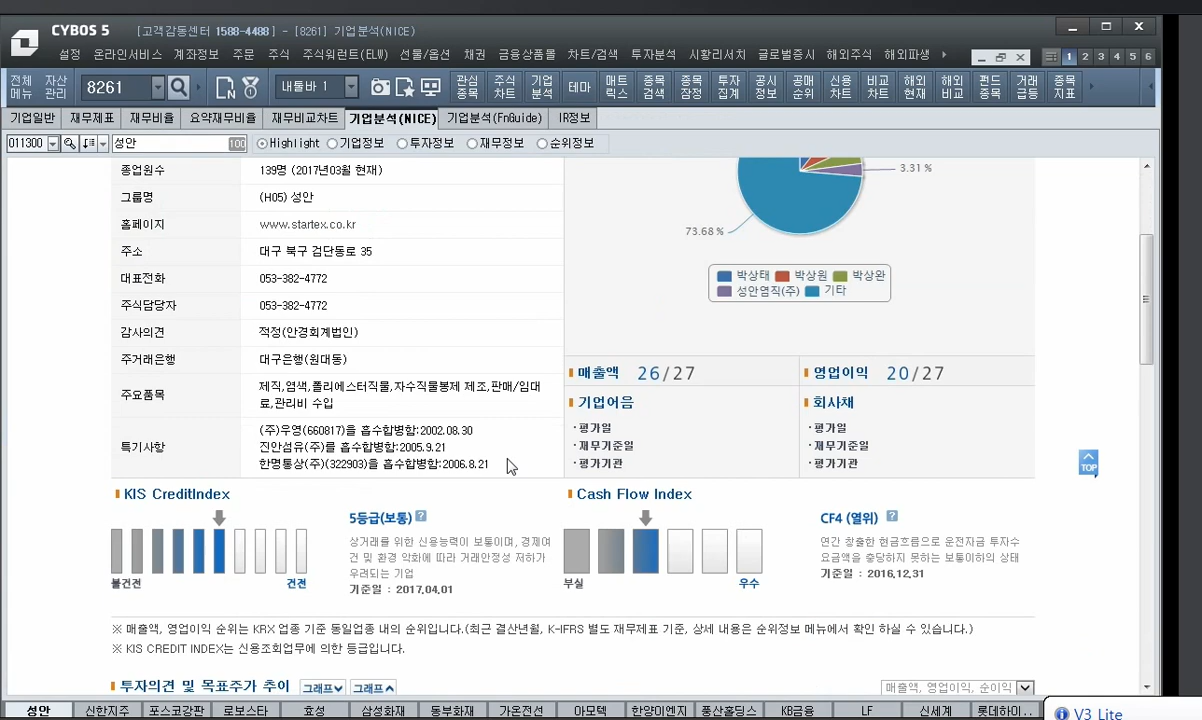 CYBOS 5 [고객감동센터 1588-4488] - [8261] 기업분석(NICE)
설정 온라인서비스 계좌정보 주문 주식 주식워런트(ELW) 선물/옵션 채권 금융상품몰 차트/검색 투자분석 시황리서치 글로벌증시 해외주식 해외파생 1 2 3 4 5 6
전체 메뉴 자산 관리 8261 내툴바 1 관심 종목 주식 차트 기업 분석 테마 매트릭스 종목 검색 종목 잠정 투자 집계 공시 정보 공매 순위 신용 차트 비교 차트 해외 현재 해외 비교 펀드 종목 거래 급등 종목 지표
기업일반 재무제표 재무비율 요약재무비율 재무비교차트 기업분석(NICE) 기업분석(FnGuide) IR정보
011300 성안 100 Highlight 기업정보 투자정보 재무정보 순위정보
종업원수 139명 (2017년03월 현재)
그룹명 (H05) 성안
홈페이지 www.startex.co.kr
주소 대구 북구 검단동로 35
대표전화 053-382-4772
주식담당자 053-382-4772
감사의견 적정(안경회계법인)
주거래은행 대구은행(원대동)
주요품목 제직,염색,폴리에스터직물,자수직물봉제 제조,판매/임대
료,관리비 수입
특기사항 (주)우영(660817)을 흡수합병함:2002.08.30
진안섬유(주)를 흡수합병함:2005.9.21
한명통상(주)(322903)을 흡수합병함:2006.8.21
3.31 %
73.68 %
박상태 박상원 박상완
성안염직(주) 기타
매출액 26/27 영업이익 20/27
기업어음 회사채
·평가일 ·평가일
·재무기준일 ·재무기준일
·평가기관 ·평가기관
TOP
KIS CreditIndex
5등급(보통) ?
상거래를 위한 신용능력이 보통이며, 경제여
건 및 환경 악화에 따라 거래안정성 저하가
우려되는 기업
기준일 : 2017.04.01
불건전 건전
Cash Flow Index
CF4 (열위) ?
연간 창출한 현금흐름으로 운전자금 투자수
요금액을 충당하지 못하는 보통이하의 상태
기준일 : 2016,12,31
부실 우수
※ 매출액, 영업이익 순위는 KRX 업종 기준 동일업종 내의 순위입니다.(최근 결산년월, K-IFRS 별도 재무제표 기준, 상세 내용은 순위정보 메뉴에서 확인 하실 수 있습니다.)
※ KIS CREDIT INDEX는 신용조회업무에 의한 등급입니다.
투자의견 및 목표주가 추이 그래프∨ 그래프∧ 매출액, 영업이익, 순이익
성안 신한지주 포스코강판 로보스타 효성 삼성화재 동부화재 가온전선 아모텍 한양이엔지 풍산홀딩스 KB금융 LF 신세계 롯데하이..
V3 Lite